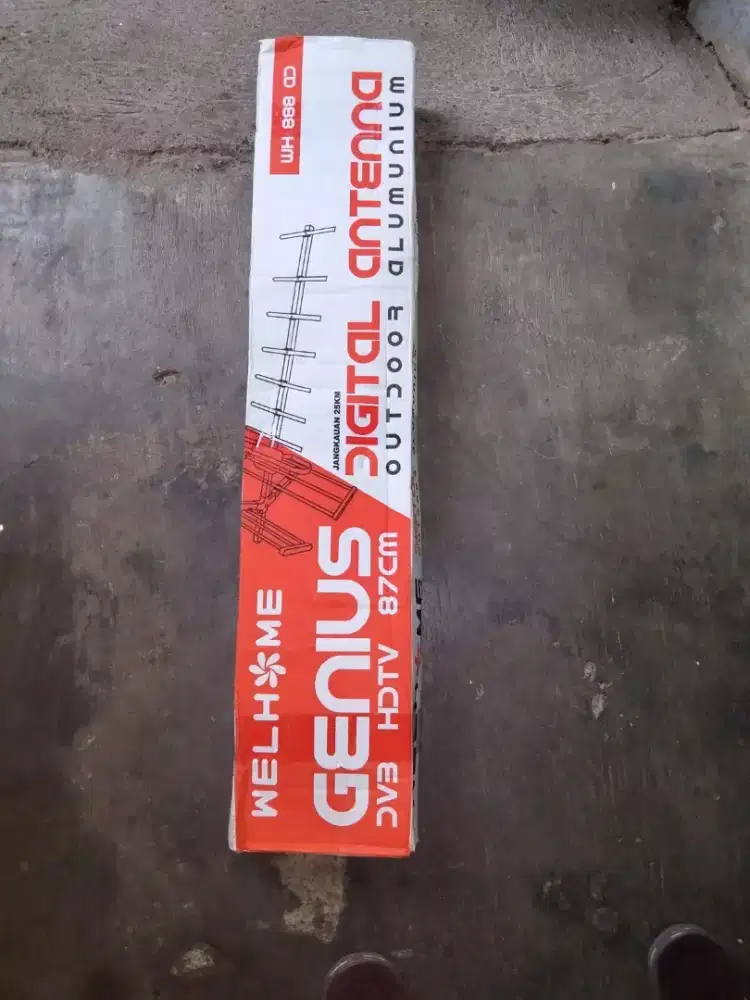 WELHOME
GENIUS
DVB HDTV 87CM
JANGKAUAN 25KM
DIGITAL ANTENNA
OUTDOOR ALUMUNIUM
WH 888 CD